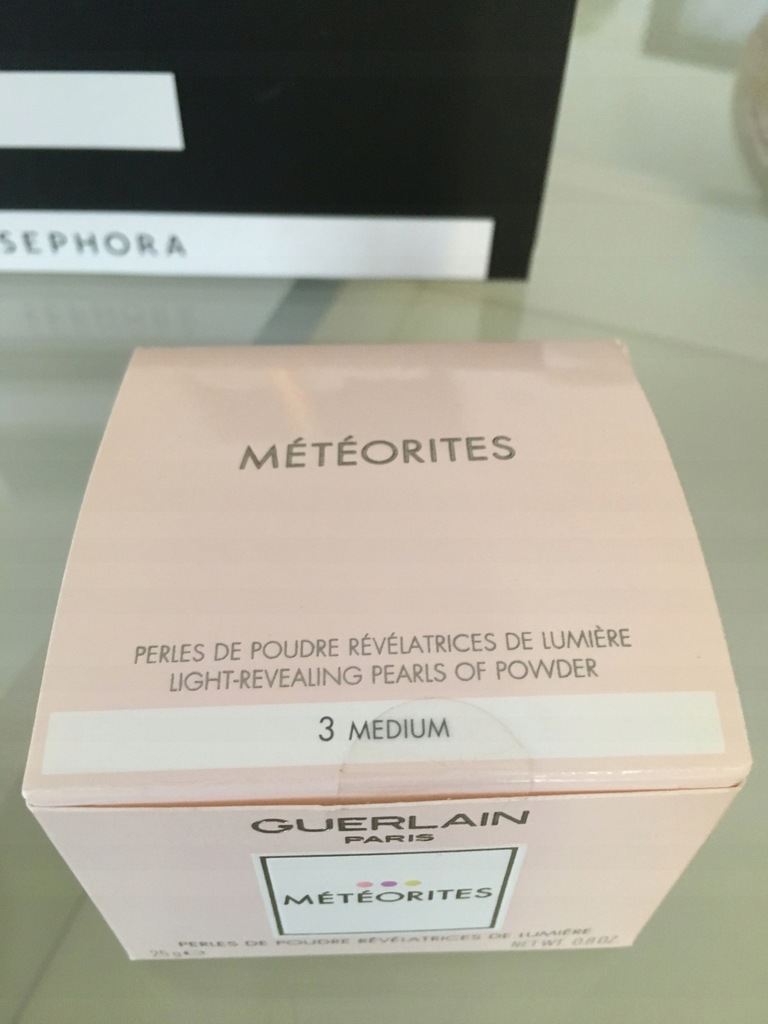 SEPHORA
MÉTÉORITES
PERLES DE POUDRE RÉVÉLATRICES DE LUMIÈRE
LIGHT-REVEALING PEARLS OF POWDER
3 MEDIUM
GUERLAIN
PARIS
MÉTÉORITES
PERLES DE POUDRE RÉVÉLATRICES DE LUMIÈRE
25 g e NET WT. 0.8 OZ